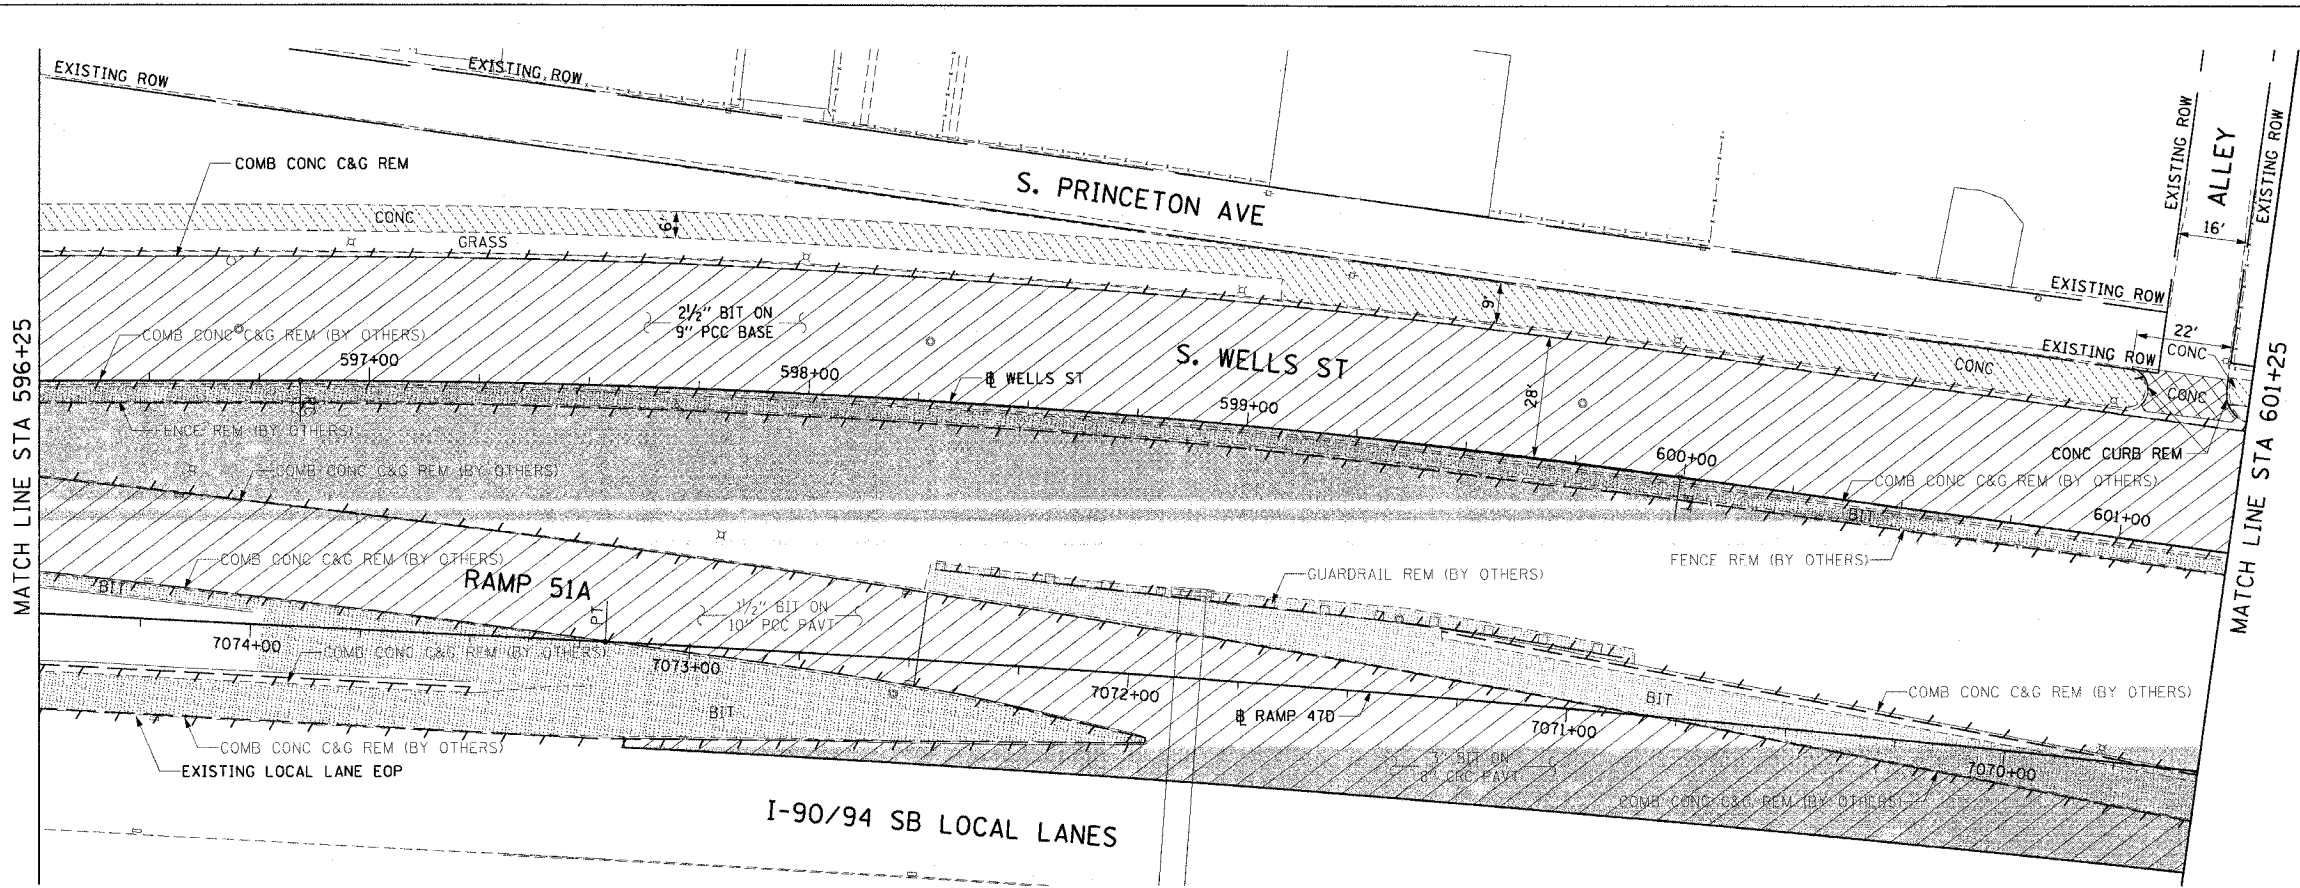 EXISTING ROW
EXISTING ROW
COMB CONC C&G REM
S. PRINCETON AVE
EXISTING ROW
ALLEY
EXISTING ROW
16'
CONC
6'
GRASS
EXISTING ROW
9'
22'
EXISTING ROW
CONC
2½" BIT ON
9" PCC BASE
COMB CONC C&G REM (BY OTHERS)
597+00
598+00
S. WELLS ST
CONC
CONC
B WELLS ST
599+00
28'
MATCH LINE STA 596+25
MATCH LINE STA 601+25
FENCE REM (BY OTHERS)
CONC CURB REM
600+00
COMB CONC C&G REM (BY OTHERS)
COMB CONC C&G REM (BY OTHERS)
BIT
601+00
COMB CONC C&G REM (BY OTHERS)
FENCE REM (BY OTHERS)
BIT
RAMP 51A
GUARDRAIL REM (BY OTHERS)
PT
1½" BIT ON
10" PCC PAVT
7074+00
COMB CONC C&G REM (BY OTHERS)
7073+00
7072+00
BIT
COMB CONC C&G REM (BY OTHERS)
BIT
B RAMP 47D
7071+00
COMB CONC C&G REM (BY OTHERS)
EXISTING LOCAL LANE EOP
3" BIT ON
8" CRC PAVT
7070+00
COMB CONC C&G REM (BY OTHERS)
I-90/94 SB LOCAL LANES